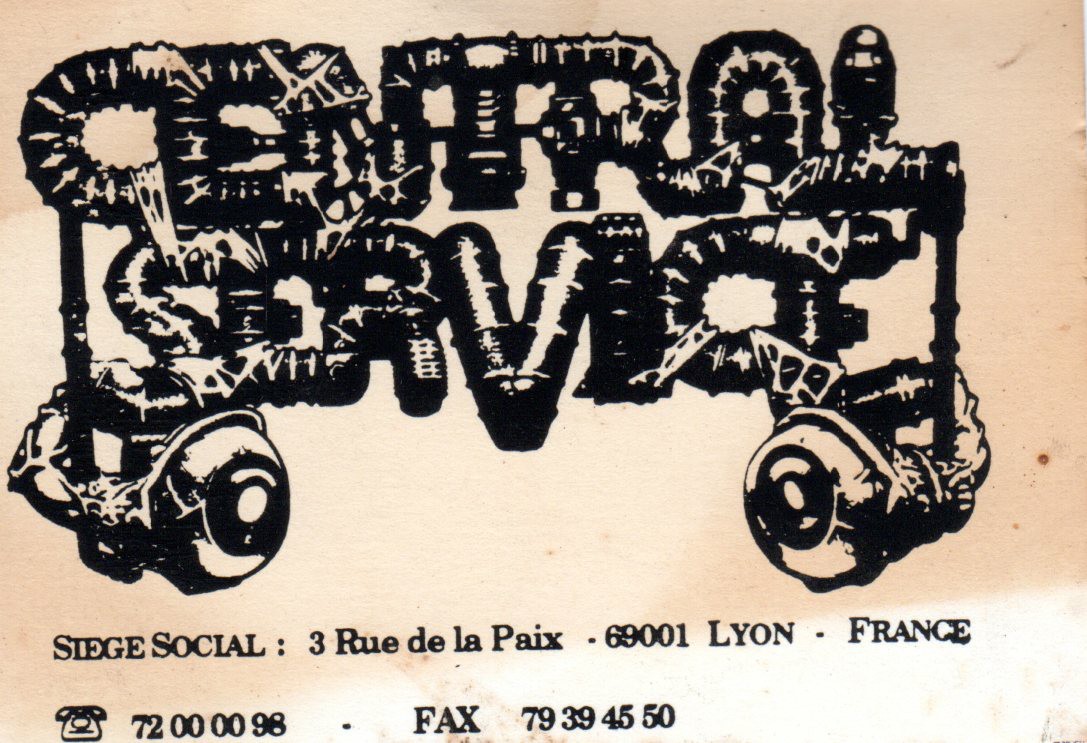 CENTRAL
SERVICE
SIEGE SOCIAL : 3 Rue de la Paix - 69001 LYON - FRANCE
☎ 72 00 00 98 - FAX 79 39 45 50